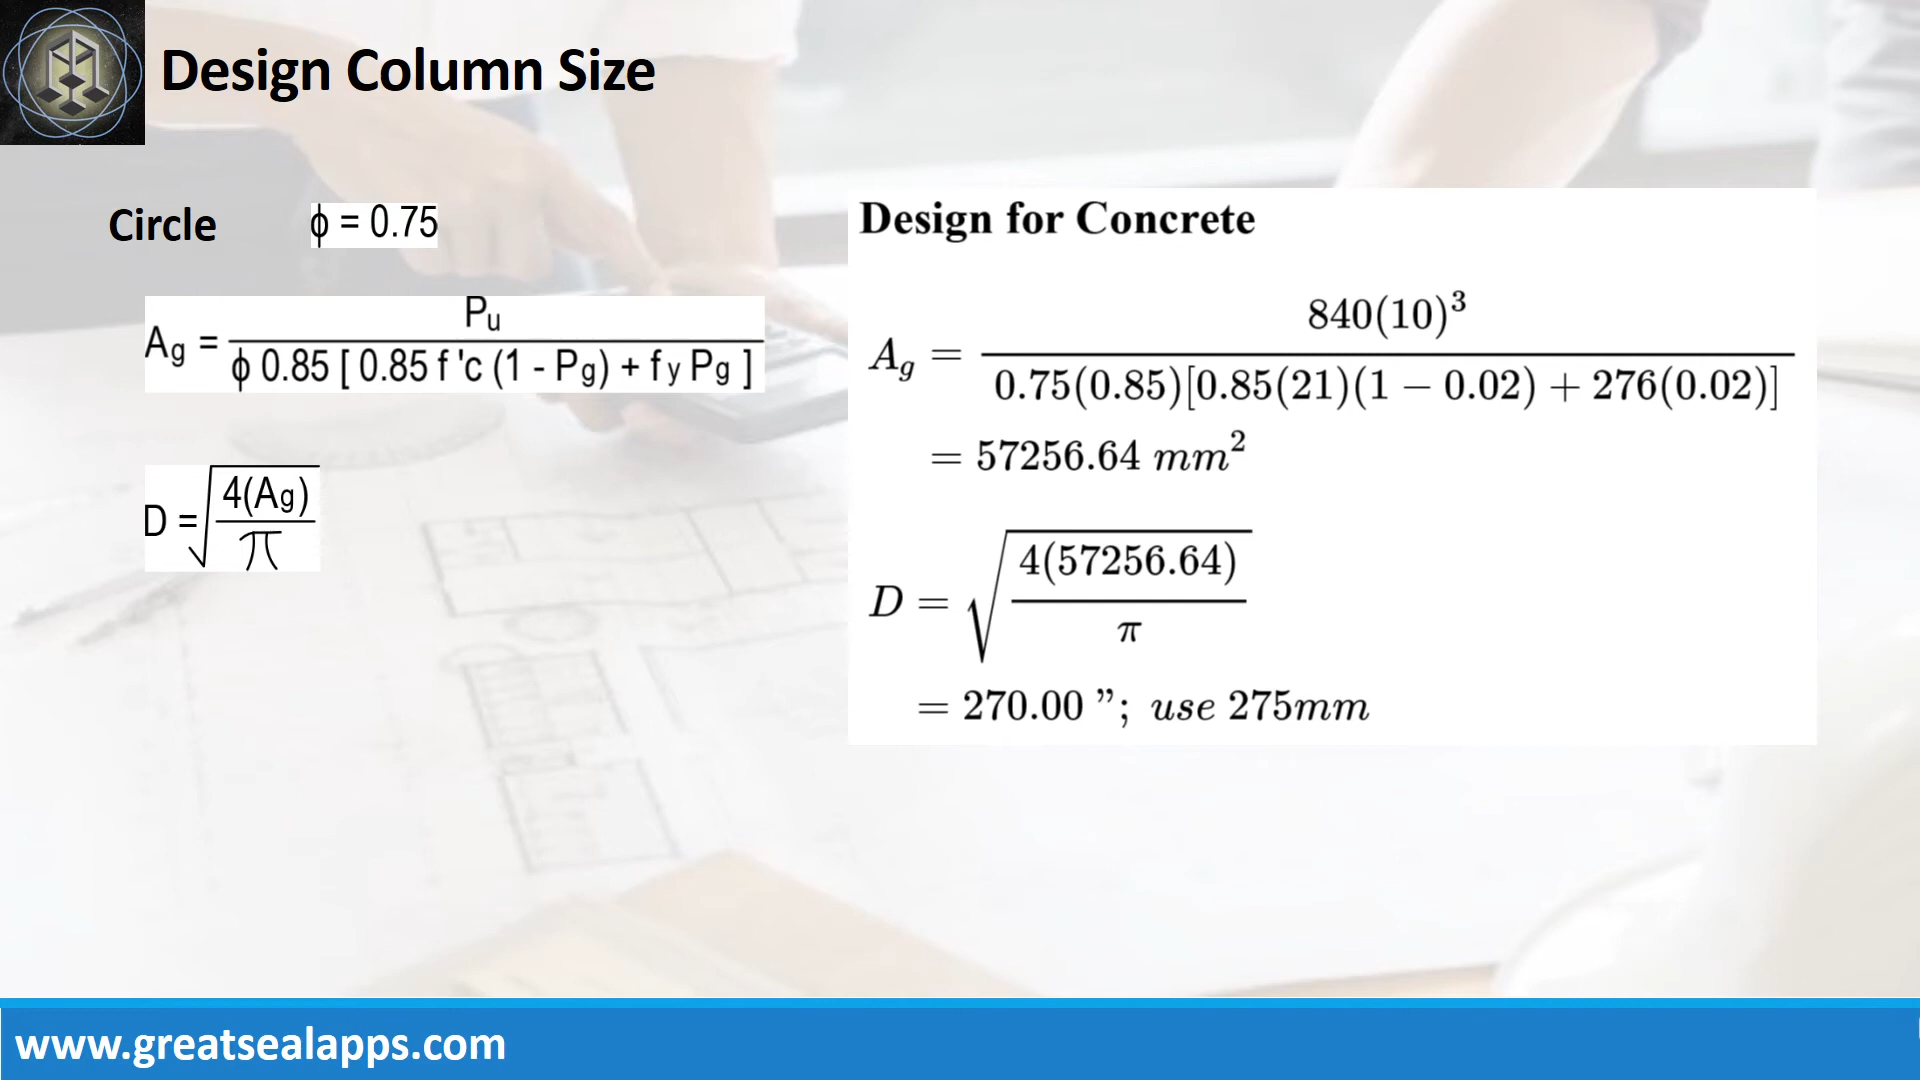 Design Column Size
Circle
ϕ = 0.75
Ag = Pu / ϕ 0.85 [ 0.85 f 'c (1 - Pg) + fy Pg ]
D = √(4(Ag) / π)
Design for Concrete
Ag = 840(10)³ / 0.75(0.85)[0.85(21)(1 − 0.02) + 276(0.02)]
= 57256.64 mm²
D = √(4(57256.64) / π)
= 270.00 ”; use 275mm
www.greatsealapps.com